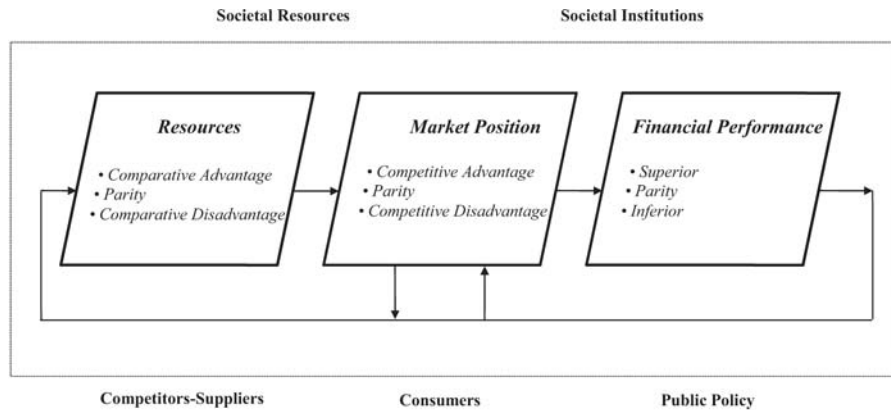 Societal Resources
Societal Institutions
Resources
• Comparative Advantage
• Parity
• Comparative Disadvantage
Market Position
• Competitive Advantage
• Parity
• Competitive Disadvantage
Financial Performance
• Superior
• Parity
• Inferior
Competitors-Suppliers
Consumers
Public Policy